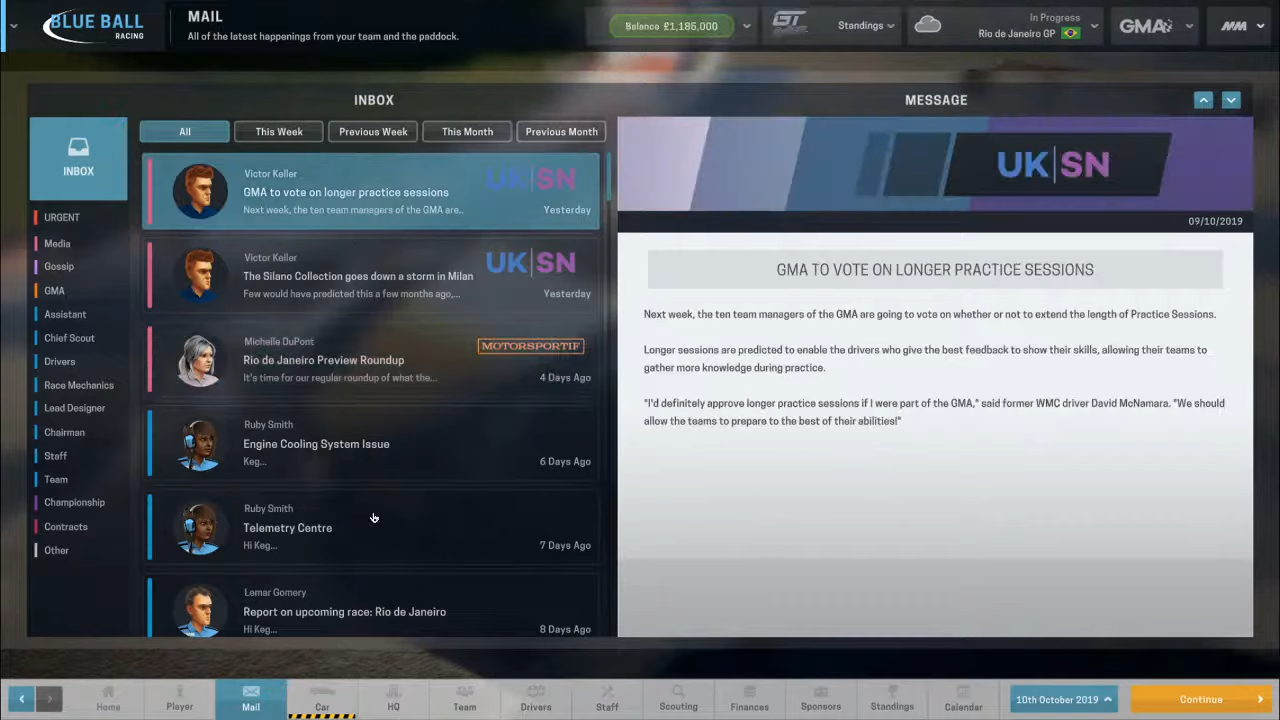 BLUE BALL
RACING
MAIL
All of the latest happenings from your team and the paddock.
Balance £1,185,000
GT
Standings
In Progress
Rio de Janeiro GP
GMA
INBOX
MESSAGE
INBOX
All
This Week
Previous Week
This Month
Previous Month
URGENT
Media
Gossip
GMA
Assistant
Chief Scout
Drivers
Race Mechanics
Lead Designer
Chairman
Staff
Team
Championship
Contracts
Other
Victor Keller
GMA to vote on longer practice sessions
Next week, the ten team managers of the GMA are..
UK|SN
Yesterday
Victor Keller
The Silano Collection goes down a storm in Milan
Few would have predicted this a few months ago,...
UK|SN
Yesterday
Michelle DuPont
Rio de Janeiro Preview Roundup
It's time for our regular roundup of what the...
MOTORSPORTIF
4 Days Ago
Ruby Smith
Engine Cooling System Issue
Keg...
6 Days Ago
Ruby Smith
Telemetry Centre
Hi Keg...
7 Days Ago
Lemar Gomery
Report on upcoming race: Rio de Janeiro
Hi Keg...
8 Days Ago
UK|SN
09/10/2019
GMA TO VOTE ON LONGER PRACTICE SESSIONS
Next week, the ten team managers of the GMA are going to vote on whether or not to extend the length of Practice Sessions.
Longer sessions are predicted to enable the drivers who give the best feedback to show their skills, allowing their teams to
gather more knowledge during practice.
"I'd definitely approve longer practice sessions if I were part of the GMA," said former WMC driver David McNamara. "We should
allow the teams to prepare to the best of their abilities!"
Home
Player
Mail
Car
HQ
Team
Drivers
Staff
Scouting
Finances
Sponsors
Standings
Calendar
10th October 2019
Continue